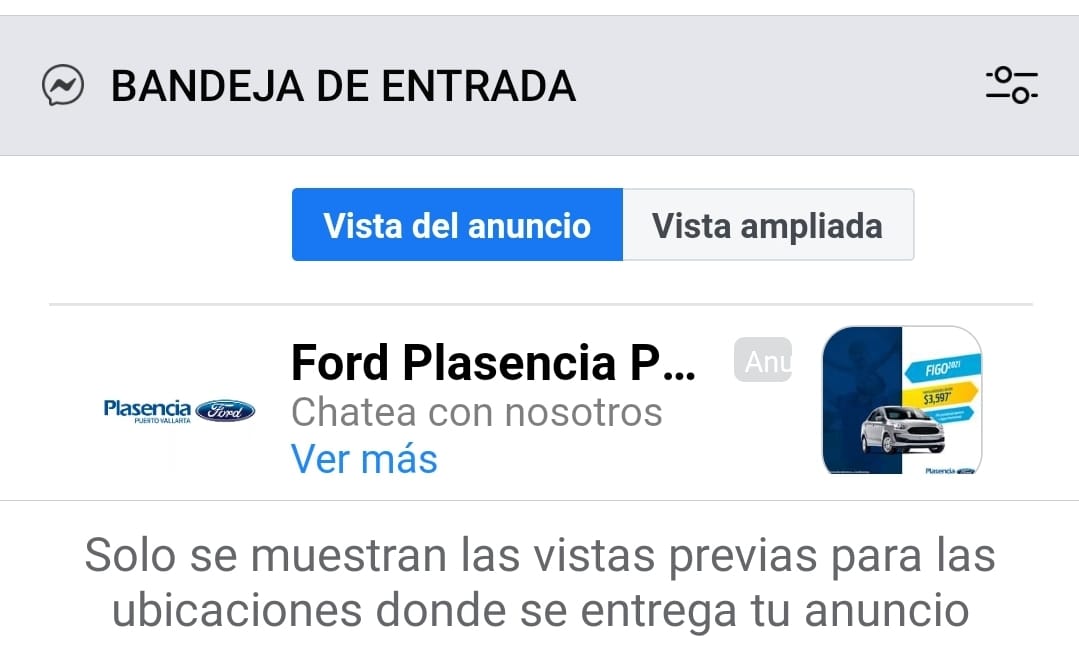 BANDEJA DE ENTRADA
Vista del anuncio
Vista ampliada
Ford Plasencia P...
Anu
Chatea con nosotros
Ver más
Plasencia Ford
PUERTO VALLARTA
FIGO 2021
$3,597*
Plasencia Ford
Solo se muestran las vistas previas para las
ubicaciones donde se entrega tu anuncio